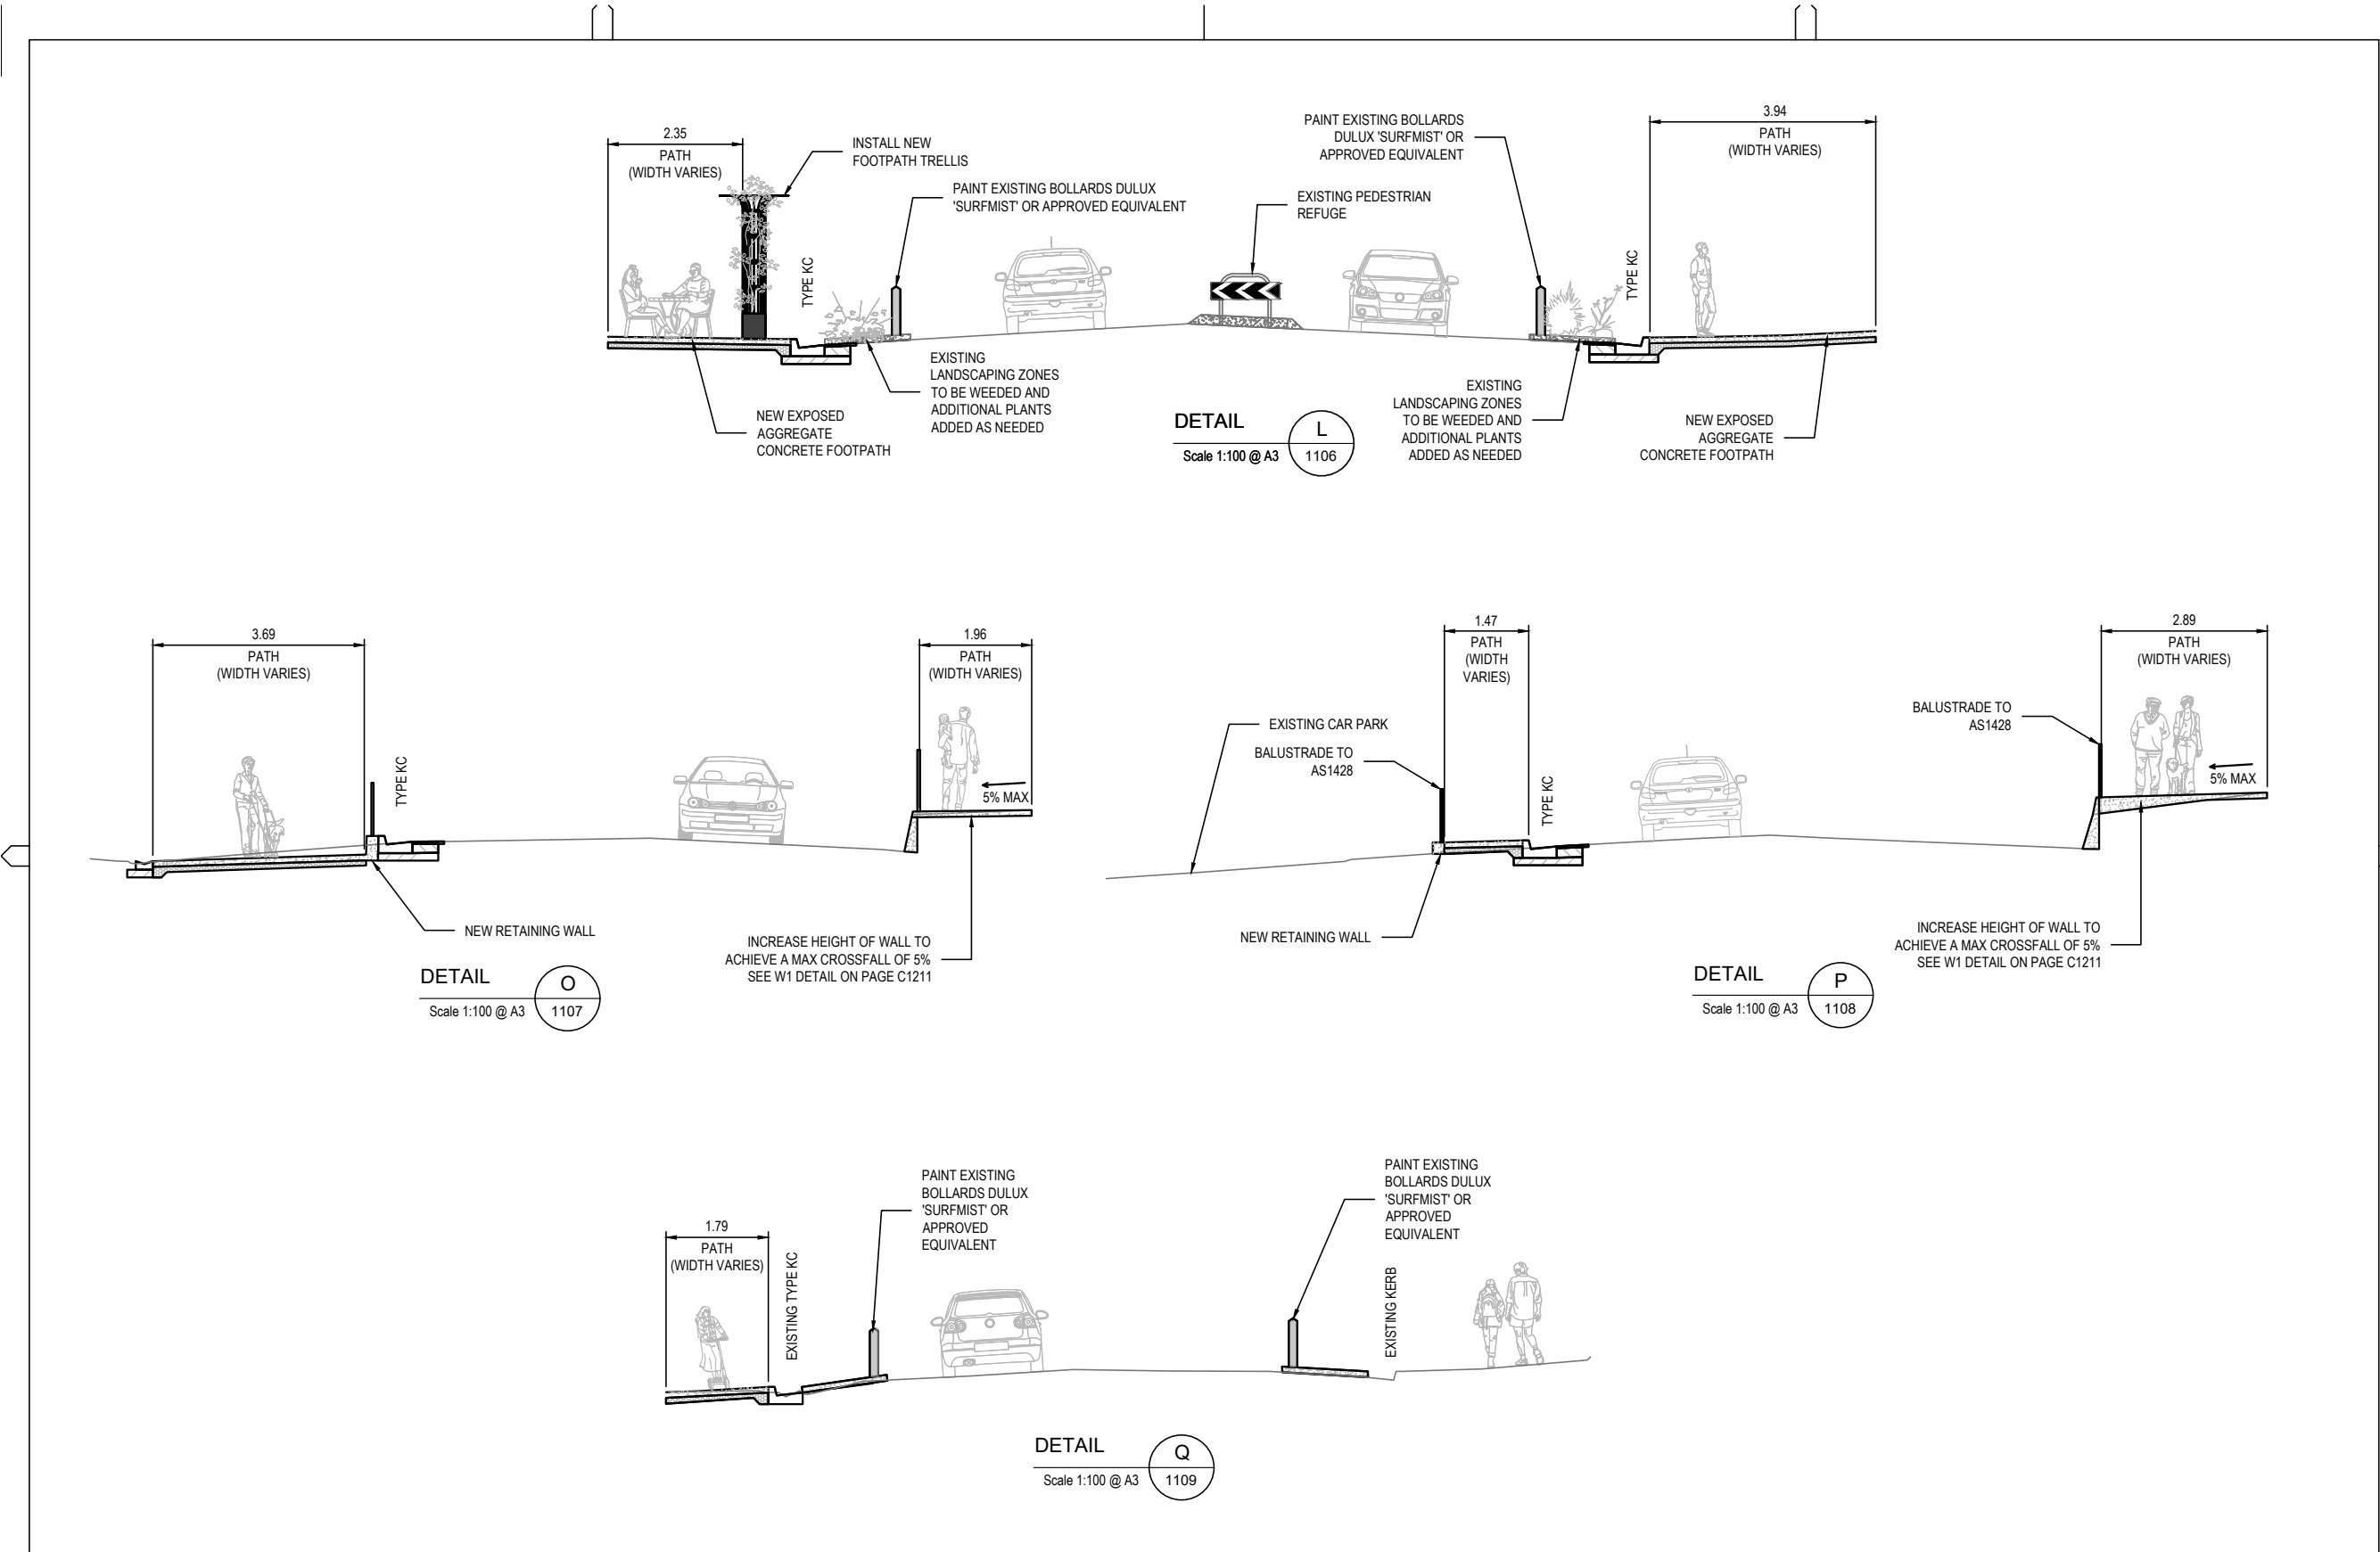 2.35
PATH
(WIDTH VARIES)
INSTALL NEW
FOOTPATH TRELLIS
TYPE KC
PAINT EXISTING BOLLARDS DULUX
'SURFMIST' OR APPROVED EQUIVALENT
PAINT EXISTING BOLLARDS
DULUX 'SURFMIST' OR
APPROVED EQUIVALENT
EXISTING PEDESTRIAN
REFUGE
TYPE KC
3.94
PATH
(WIDTH VARIES)
NEW EXPOSED
AGGREGATE
CONCRETE FOOTPATH
EXISTING
LANDSCAPING ZONES
TO BE WEEDED AND
ADDITIONAL PLANTS
ADDED AS NEEDED
DETAIL
L
Scale 1:100 @ A3
1106
EXISTING
LANDSCAPING ZONES
TO BE WEEDED AND
ADDITIONAL PLANTS
ADDED AS NEEDED
NEW EXPOSED
AGGREGATE
CONCRETE FOOTPATH
3.69
PATH
(WIDTH VARIES)
TYPE KC
1.96
PATH
(WIDTH VARIES)
5% MAX
NEW RETAINING WALL
INCREASE HEIGHT OF WALL TO
ACHIEVE A MAX CROSSFALL OF 5%
SEE W1 DETAIL ON PAGE C1211
DETAIL
O
Scale 1:100 @ A3
1107
1.47
PATH
(WIDTH
VARIES)
EXISTING CAR PARK
BALUSTRADE TO
AS1428
TYPE KC
2.89
PATH
(WIDTH VARIES)
BALUSTRADE TO
AS1428
5% MAX
NEW RETAINING WALL
INCREASE HEIGHT OF WALL TO
ACHIEVE A MAX CROSSFALL OF 5%
SEE W1 DETAIL ON PAGE C1211
DETAIL
P
Scale 1:100 @ A3
1108
1.79
PATH
(WIDTH VARIES)
EXISTING TYPE KC
PAINT EXISTING
BOLLARDS DULUX
'SURFMIST' OR
APPROVED
EQUIVALENT
PAINT EXISTING
BOLLARDS DULUX
'SURFMIST' OR
APPROVED
EQUIVALENT
EXISTING KERB
DETAIL
Q
Scale 1:100 @ A3
1109